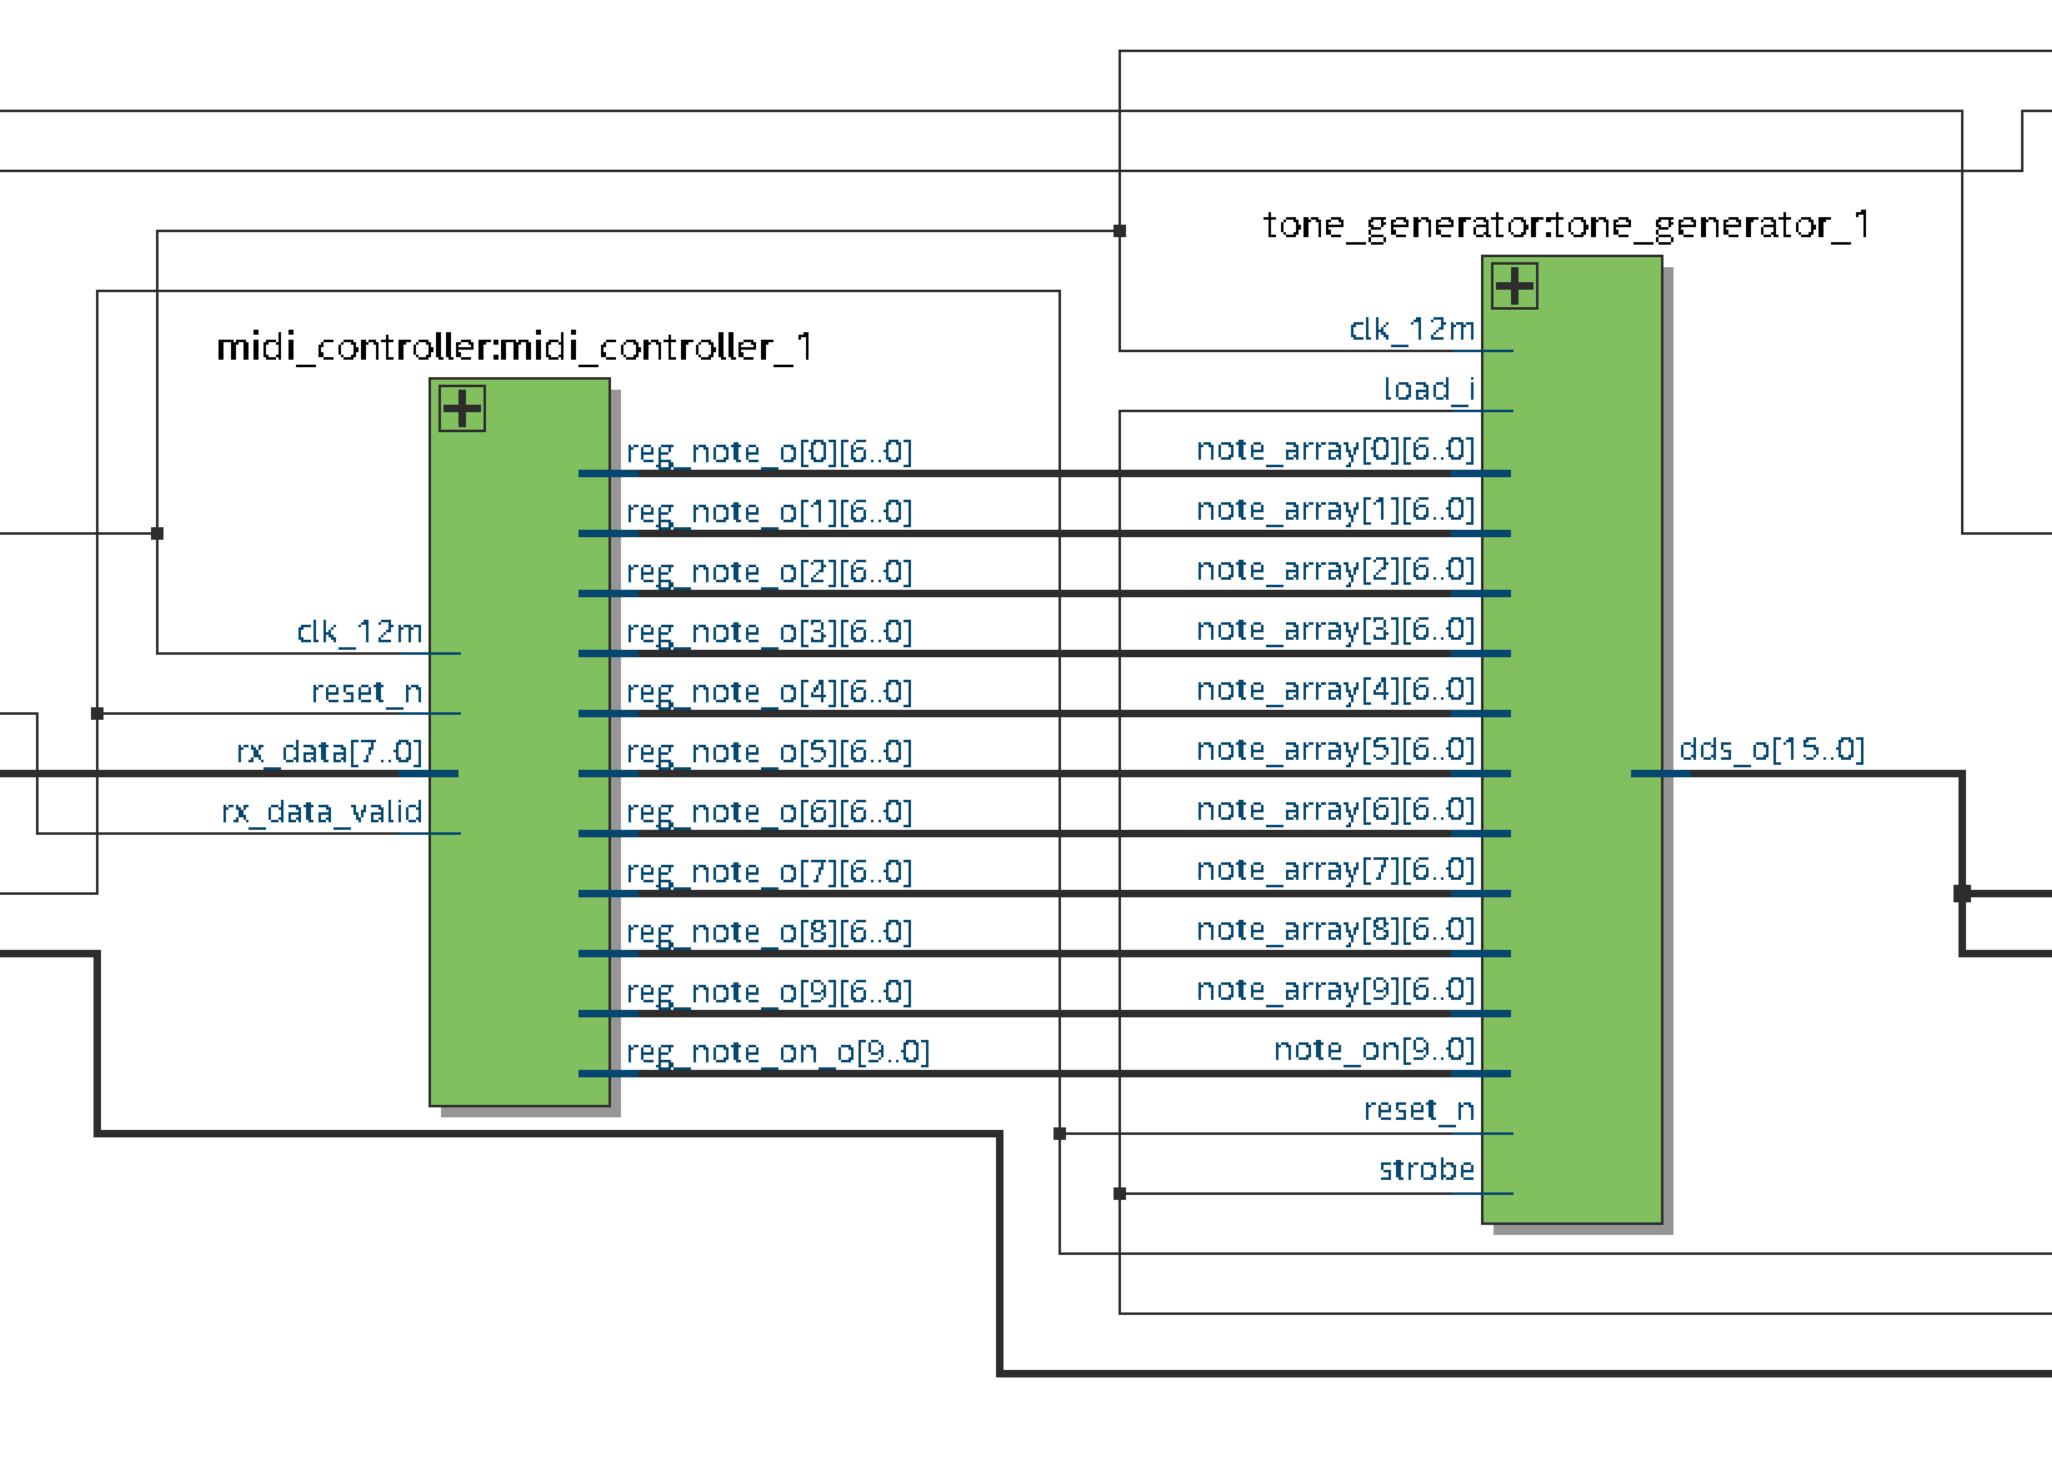 tone_generator:tone_generator_1
midi_controller:midi_controller_1
clk_12m
reset_n
rx_data[7..0]
rx_data_valid
reg_note_o[0][6..0]
reg_note_o[1][6..0]
reg_note_o[2][6..0]
reg_note_o[3][6..0]
reg_note_o[4][6..0]
reg_note_o[5][6..0]
reg_note_o[6][6..0]
reg_note_o[7][6..0]
reg_note_o[8][6..0]
reg_note_o[9][6..0]
reg_note_on_o[9..0]
clk_12m
load_i
note_array[0][6..0]
note_array[1][6..0]
note_array[2][6..0]
note_array[3][6..0]
note_array[4][6..0]
note_array[5][6..0]
note_array[6][6..0]
note_array[7][6..0]
note_array[8][6..0]
note_array[9][6..0]
note_on[9..0]
reset_n
strobe
dds_o[15..0]